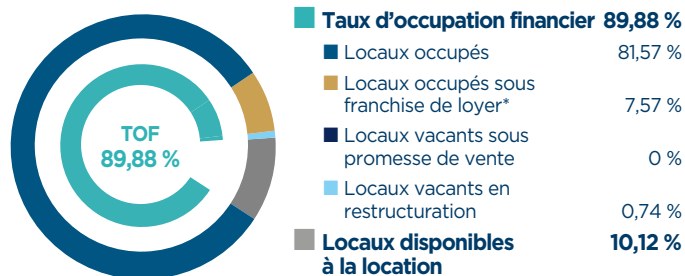 TOF
89,88 %
Taux d’occupation financier 89,88 %
Locaux occupés 81,57 %
Locaux occupés sous
franchise de loyer* 7,57 %
Locaux vacants sous
promesse de vente 0 %
Locaux vacants en
restructuration 0,74 %
Locaux disponibles 10,12 %
à la location